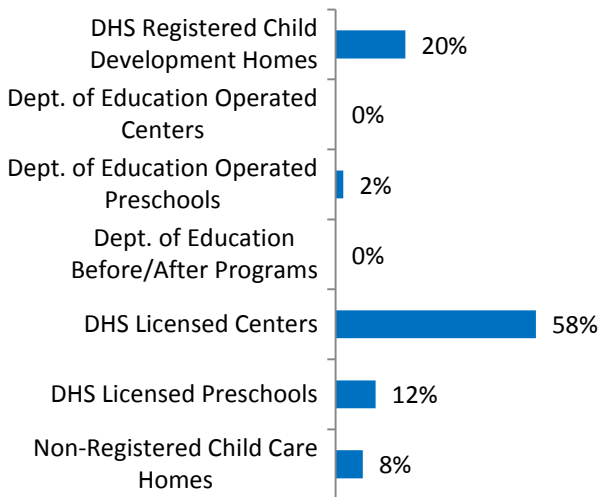 DHS Registered Child
Development Homes
20%
Dept. of Education Operated
Centers
0%
Dept. of Education Operated
Preschools
2%
Dept. of Education
Before/After Programs
0%
DHS Licensed Centers
58%
DHS Licensed Preschools
12%
Non-Registered Child Care
Homes
8%